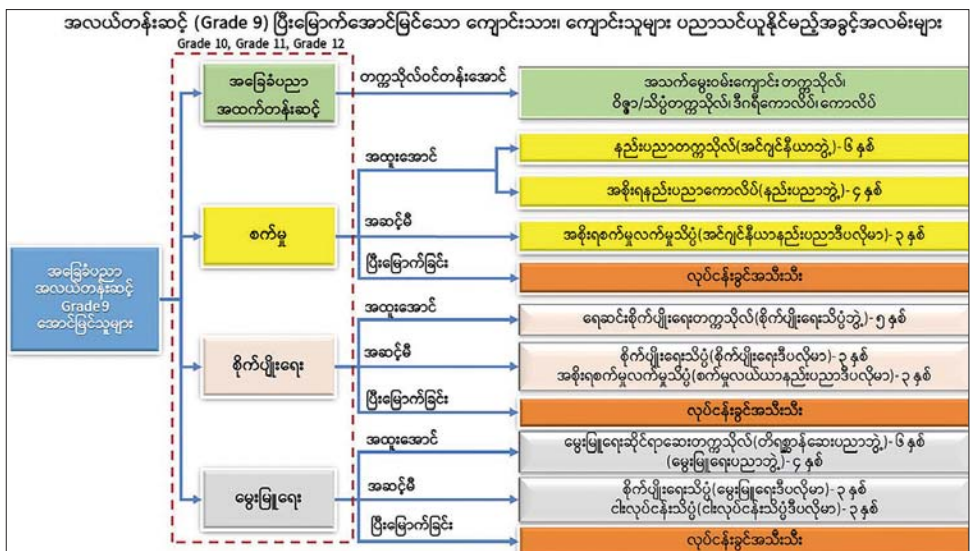 အလယ်တန်းဆင့် (Grade 9) ပြီးမြောက်အောင်မြင်သော ကျောင်းသား၊ ကျောင်းသူများ ပညာသင်ယူနိုင်မည့်အခွင့်အလမ်းများ
Grade 10, Grage 11, Grade 12
အခြေခံပညာ
အထက်တန်းဆင့်
တက္ကသိုလ်ဝင်တန်းအောင်
အသက်မွေးဝမ်းကျောင်း တက္ကသိုလ်၊
ဝိဇ္ဇာ/သိပ္ပံတက္ကသိုလ်၊ ဒီဂရီကောလိပ်၊ ကောလိပ်
အခြေခံပညာ
အလယ်တန်းဆင့်
Grade 9
အောင်မြင်သူများ
စက်မှု
အထူးအောင်
နည်းပညာတက္ကသိုလ်(အင်ဂျင်နီယာဘွဲ့)- ၆ နှစ်
အစိုးရနည်းပညာကောလိပ်(နည်းပညာဘွဲ့)- ၄ နှစ်
အဆင့်မီ
အစိုးရစက်မှုလက်မှုသိပ္ပံ(အင်ဂျင်နီယာနည်းပညာဒီပလိုမာ)- ၃ နှစ်
ပြီးမြောက်ခြင်း
လုပ်ငန်းခွင်အသီးသီး
စိုက်ပျိုးရေး
အထူးအောင်
ရေဆင်းစိုက်ပျိုးရေးတက္ကသိုလ်(စိုက်ပျိုးရေးသိပ္ပံဘွဲ့)- ၅ နှစ်
အဆင့်မီ
စိုက်ပျိုးရေးသိပ္ပံ(စိုက်ပျိုးရေးဒီပလိုမာ)- ၃ နှစ်
အစိုးရစက်မှုလက်မှုသိပ္ပံ(စက်မှုလယ်ယာနည်းပညာဒီပလိုမာ)- ၃ နှစ်
ပြီးမြောက်ခြင်း
လုပ်ငန်းခွင်အသီးသီး
မွေးမြူရေး
အထူးအောင်
မွေးမြူရေးဆိုင်ရာဆေးတက္ကသိုလ်(တိရစ္ဆာန်ဆေးပညာဘွဲ့)- ၆ နှစ်
(မွေးမြူရေးပညာဘွဲ့)- ၄ နှစ်
အဆင့်မီ
စိုက်ပျိုးရေးသိပ္ပံ(မွေးမြူရေးဒီပလိုမာ)- ၃ နှစ်
ငါးလုပ်ငန်းသိပ္ပံ(ငါးလုပ်ငန်းသိပ္ပံဒီပလိုမာ)- ၃ နှစ်
ပြီးမြောက်ခြင်း
လုပ်ငန်းခွင်အသီးသီး